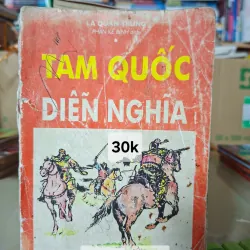 LA QUÁN TRUNG
TAM QUỐC
DIỄN NGHĨA
30k